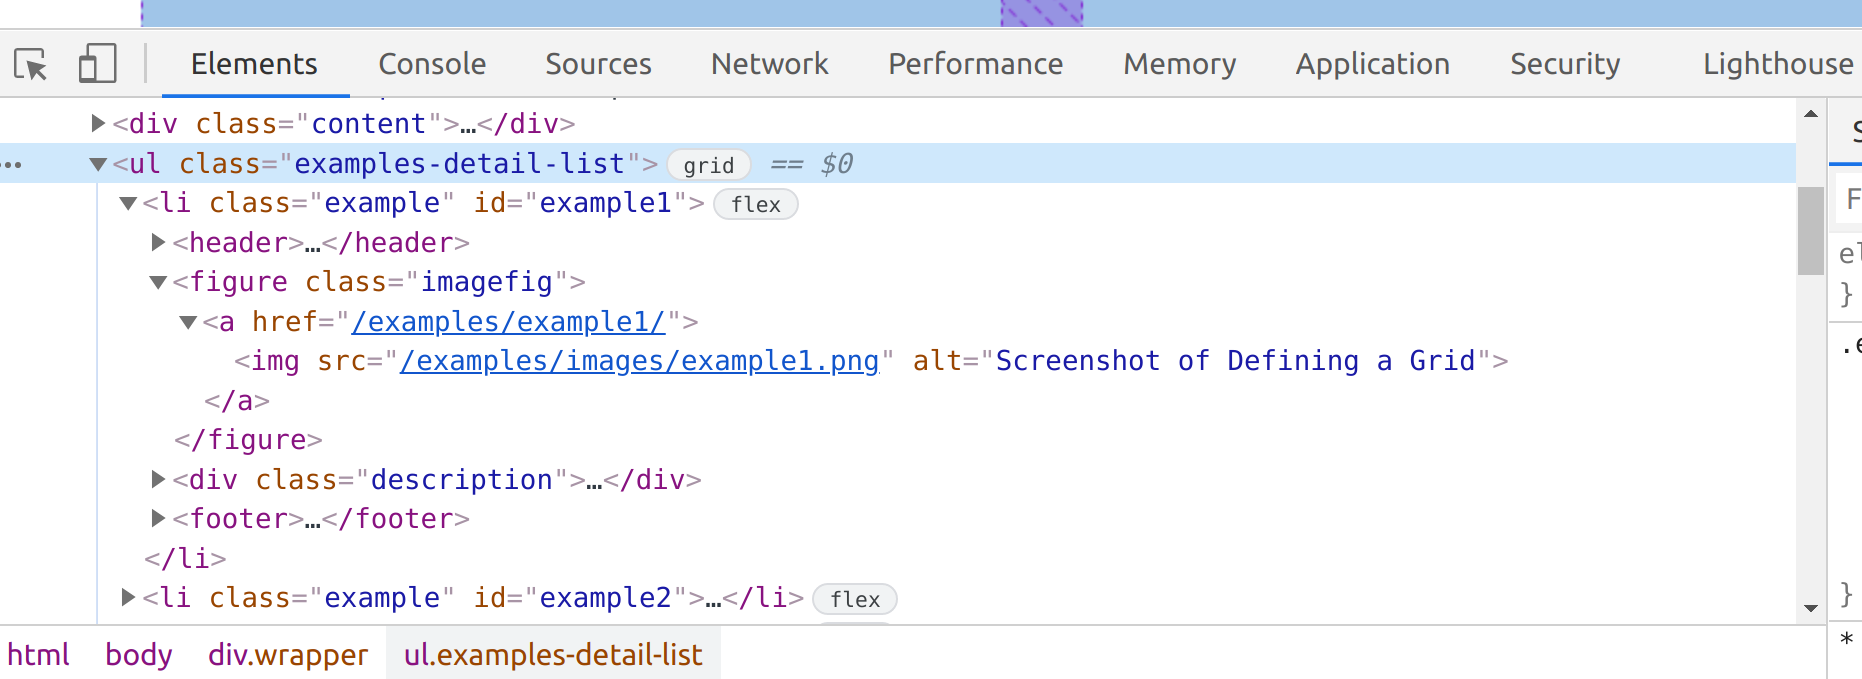 Elements Console Sources Network Performance Memory Application Security Lighthouse
<div class="content">…</div>
<ul class="examples-detail-list"> grid == $0
<li class="example" id="example1"> flex
<header>…</header>
<figure class="imagefig">
<a href="/examples/example1/">
<img src="/examples/images/example1.png" alt="Screenshot of Defining a Grid">
</a>
</figure>
<div class="description">…</div>
<footer>…</footer>
</li>
<li class="example" id="example2">…</li> flex
html body div.wrapper ul.examples-detail-list
F
el
}
.e
}
*